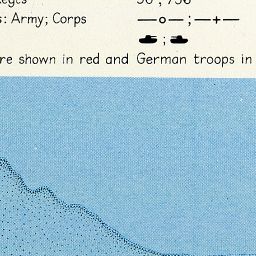 s: Army; Corps —o— ; —+—
;
re shown in red and German troops in